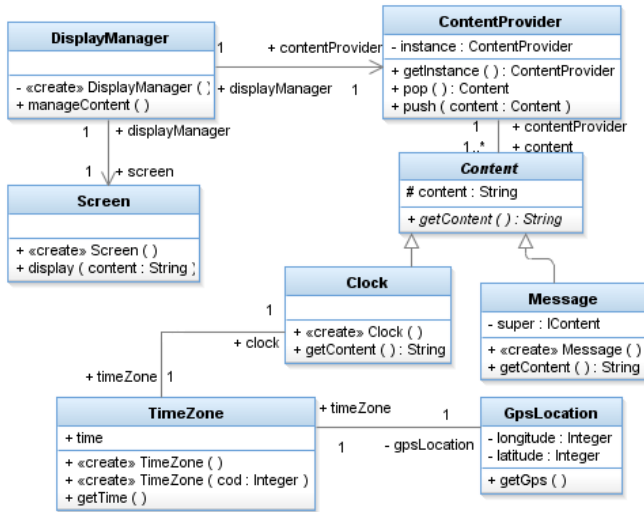 DisplayManager
- «create» DisplayManager ( )
+ manageContent ( )
1
+ contentProvider
+ displayManager
1
ContentProvider
- instance : ContentProvider
+ getInstance ( ) : ContentProvider
+ pop ( ) : Content
+ push ( content : Content )
1
+ displayManager
1
+ screen
1
+ contentProvider
1..*
+ content
Screen
+ «create» Screen ( )
+ display ( content : String )
Content
# content : String
+ getContent ( ) : String
Clock
+ «create» Clock ( )
+ getContent ( ) : String
Message
- super : IContent
+ «create» Message ( )
+ getContent ( ) : String
1
+ clock
+ timeZone
1
TimeZone
+ time
+ «create» TimeZone ( )
+ «create» TimeZone ( cod : Integer )
+ getTime ( )
+ timeZone
1
1
- gpsLocation
GpsLocation
- longitude : Integer
- latitude : Integer
+ getGps ( )